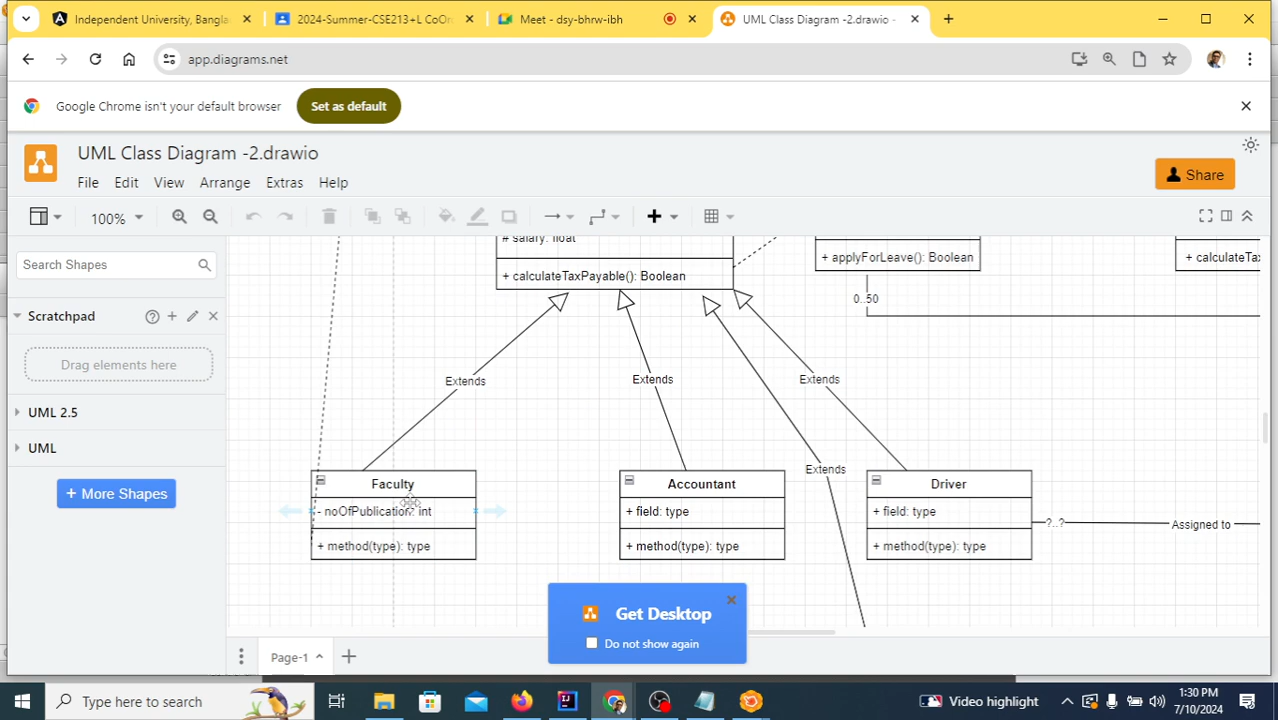 Independent University, Bangla
2024-Summer-CSE213+L CoOr
Meet - dsy-bhrw-ibh
UML Class Diagram -2.drawio -
app.diagrams.net
Google Chrome isn't your default browser
Set as default
UML Class Diagram -2.drawio
File Edit View Arrange Extras Help
Share
100%
Search Shapes
# salary: float
+ calculateTaxPayable(): Boolean
+ applyForLeave(): Boolean
+ calculateTax
0..50
Scratchpad
Drag elements here
Extends
Extends
Extends
UML 2.5
UML
Extends
+ More Shapes
Faculty
- noOfPublication: int
+ method(type): type
Accountant
+ field: type
+ method(type): type
Driver
+ field: type
+ method(type): type
?..?
Assigned to
Get Desktop
Do not show again
Page-1
Type here to search
Video highlight
1:30 PM
7/10/2024